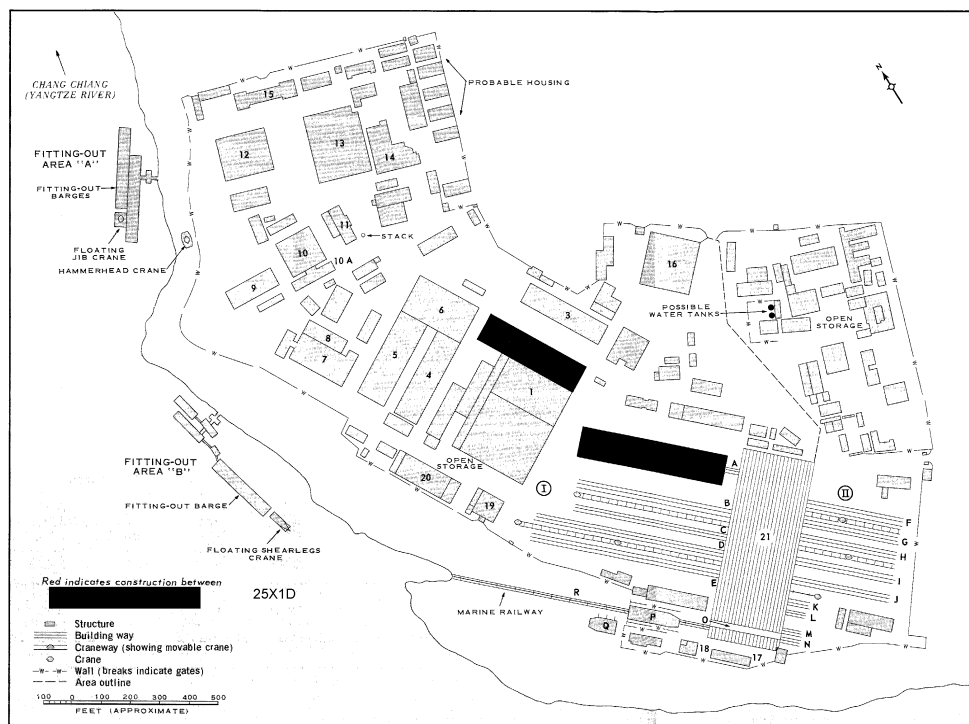 N
CHANG CHIANG
(YANGTZE RIVER)
PROBABLE HOUSING
15
12
13
14
FITTING-OUT
AREA "A"
FITTING-OUT
BARGES
FLOATING
JIB CRANE
HAMMERHEAD CRANE
11
STACK
10
10 A
9
16
6
3
8
7
5
4
1
POSSIBLE
WATER TANKS
OPEN
STORAGE
FITTING-OUT
AREA "B"
FITTING-OUT BARGE
FLOATING SHEARLEGS
CRANE
OPEN
STORAGE
20
19
I
II
A
B
C
D
E
21
F
G
H
I
J
K
L
M
N
O
P
Q
R
MARINE RAILWAY
18
17
Red indicates construction between
25X1D
Structure
Building way
Craneway (showing movable crane)
Crane
W Wall (breaks indicate gates)
Area outline
100 0 100 200 300 400 500
FEET (APPROXIMATE)